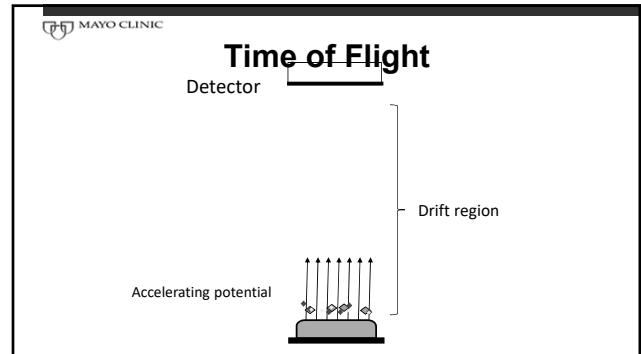 MAYO CLINIC
Time of Flight
Detector
Drift region
Accelerating potential